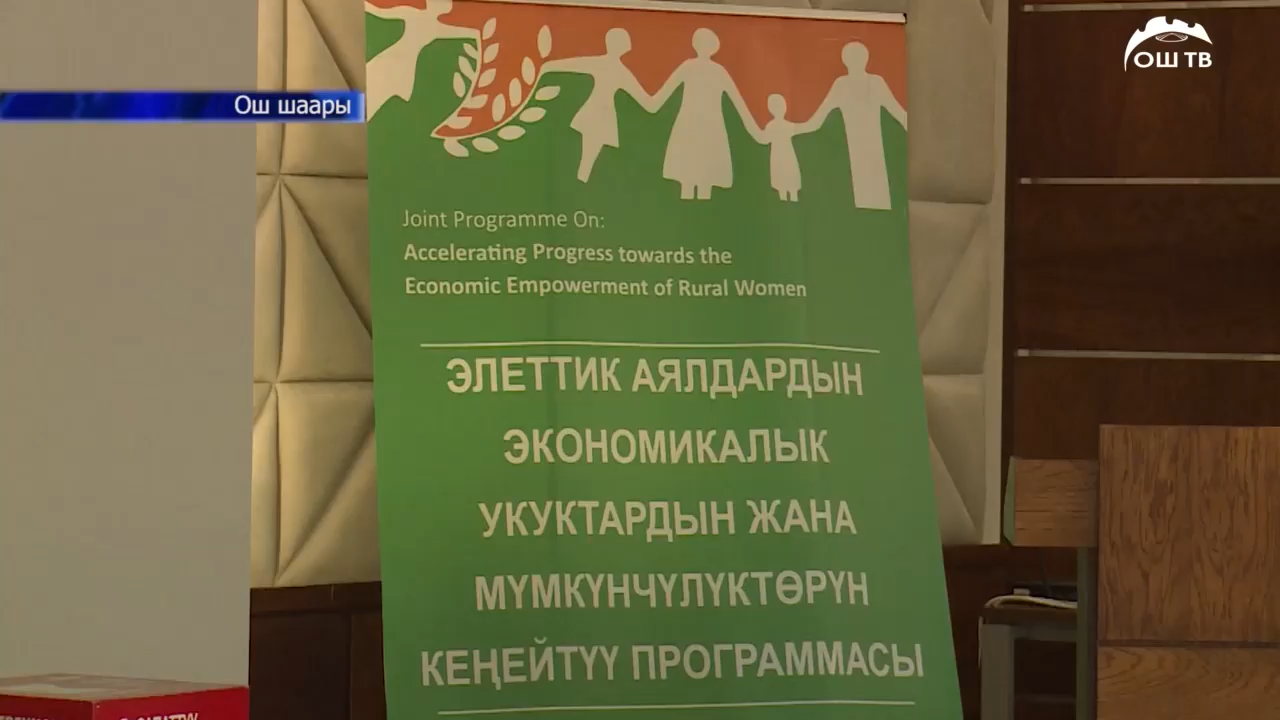 ОШ ТВ
Ош шаары
Joint Programme On:
Accelerating Progress towards the
Economic Empowerment of Rural Women
ЭЛЕТТИК АЯЛДАРДЫН
ЭКОНОМИКАЛЫК
УКУКТАРДЫН ЖАНА
МҮМКҮНЧҮЛҮКТӨРҮН
КЕҢЕЙТҮҮ ПРОГРАММАСЫ